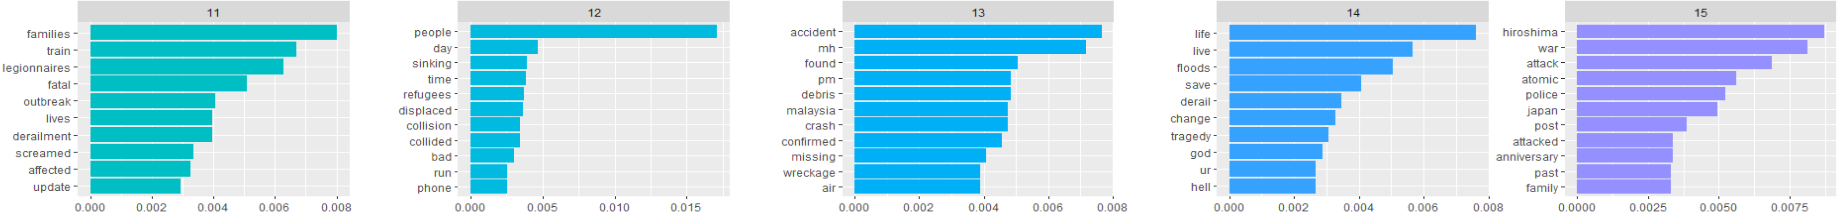 11
families
train
legionnaires
fatal
outbreak
lives
derailment
screamed
affected
update
0.000 0.002 0.004 0.006 0.008
12
people
day
sinking
time
refugees
displaced
collision
collided
bad
run
phone
0.000 0.005 0.010 0.015
13
accident
mh
found
pm
debris
malaysia
crash
confirmed
missing
wreckage
air
0.000 0.002 0.004 0.006 0.008
14
life
live
floods
save
derail
change
tragedy
god
ur
hell
0.000 0.002 0.004 0.006 0.008
15
hiroshima
war
attack
atomic
police
japan
post
attacked
anniversary
past
family
0.0000 0.0025 0.0050 0.0075